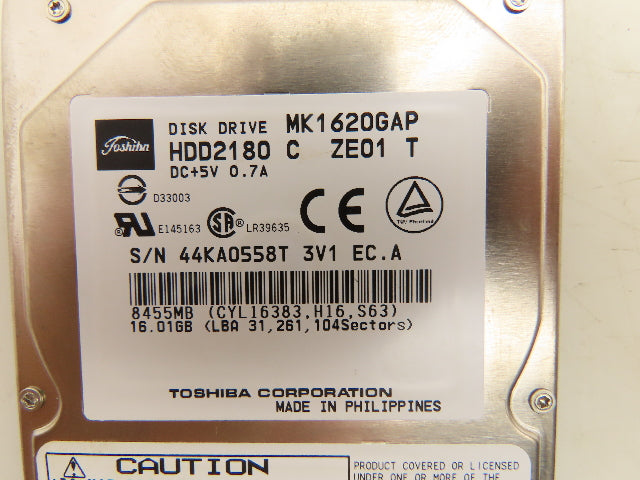 Toshiba
DISK DRIVE MK1620GAP
HDD2180 C ZE01 T
DC+5V 0.7A
D33003
E145163
LR39635
S/N 44KA0558T 3V1 EC.A
8455MB (CYL16383,H16,S63)
16.01GB (LBA 31,261,104Sectors)
TOSHIBA CORPORATION
MADE IN PHILIPPINES
CAUTION
PRODUCT COVERED OR LICENSED
UNDER ONE OR MORE OF THE